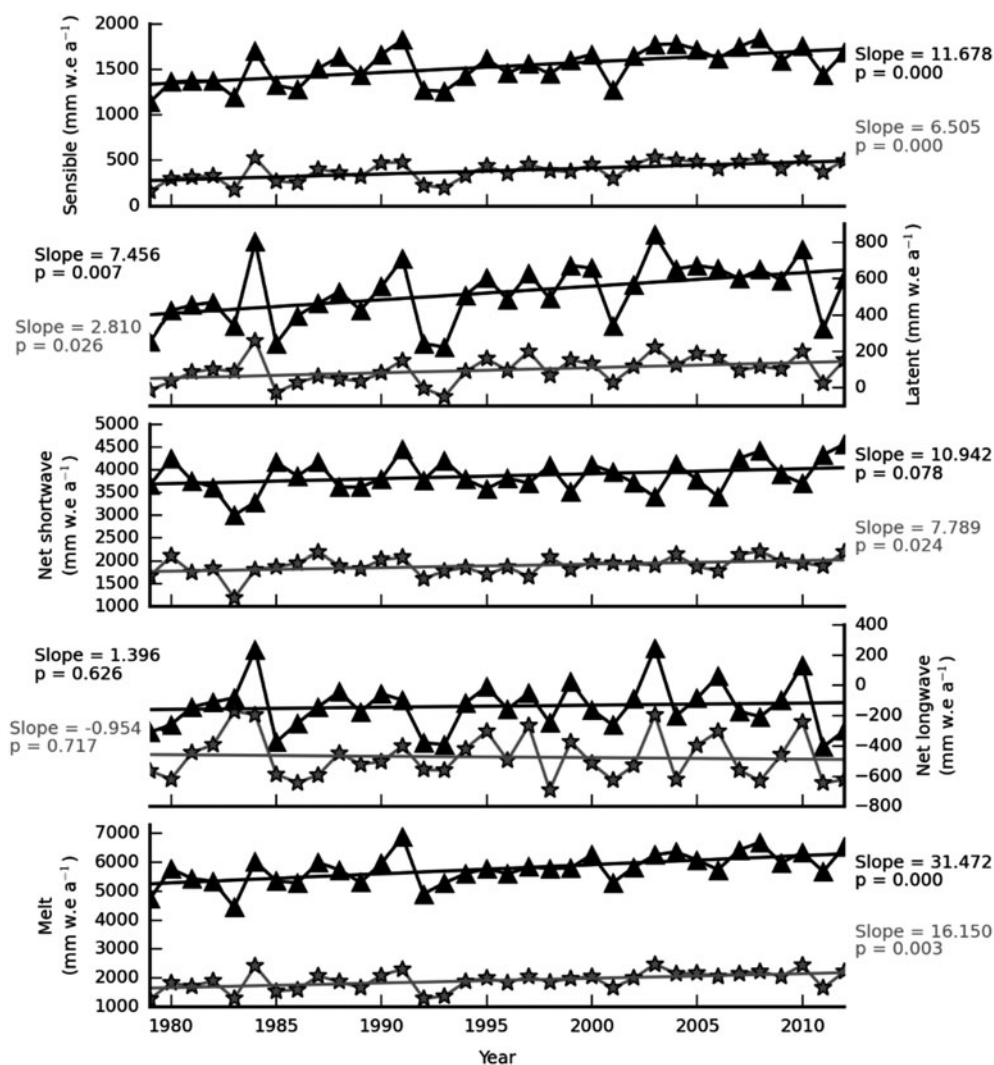 Sensible (mm w.e a⁻¹)
2000
1500
1000
500
0
Slope = 11.678
p = 0.000
Slope = 6.505
p = 0.000
Slope = 7.456
p = 0.007
Slope = 2.810
p = 0.026
800
600
400
200
0
Latent (mm w.e a⁻¹)
Net shortwave
(mm w.e a⁻¹)
5000
4500
4000
3500
3000
2500
2000
1500
1000
Slope = 10.942
p = 0.078
Slope = 7.789
p = 0.024
Slope = 1.396
p = 0.626
Slope = -0.954
p = 0.717
400
200
0
−200
−400
−600
−800
Net longwave
(mm w.e a⁻¹)
Melt
(mm w.e a⁻¹)
7000
6000
5000
4000
3000
2000
1000
Slope = 31.472
p = 0.000
Slope = 16.150
p = 0.003
1980 1985 1990 1995 2000 2005 2010
Year